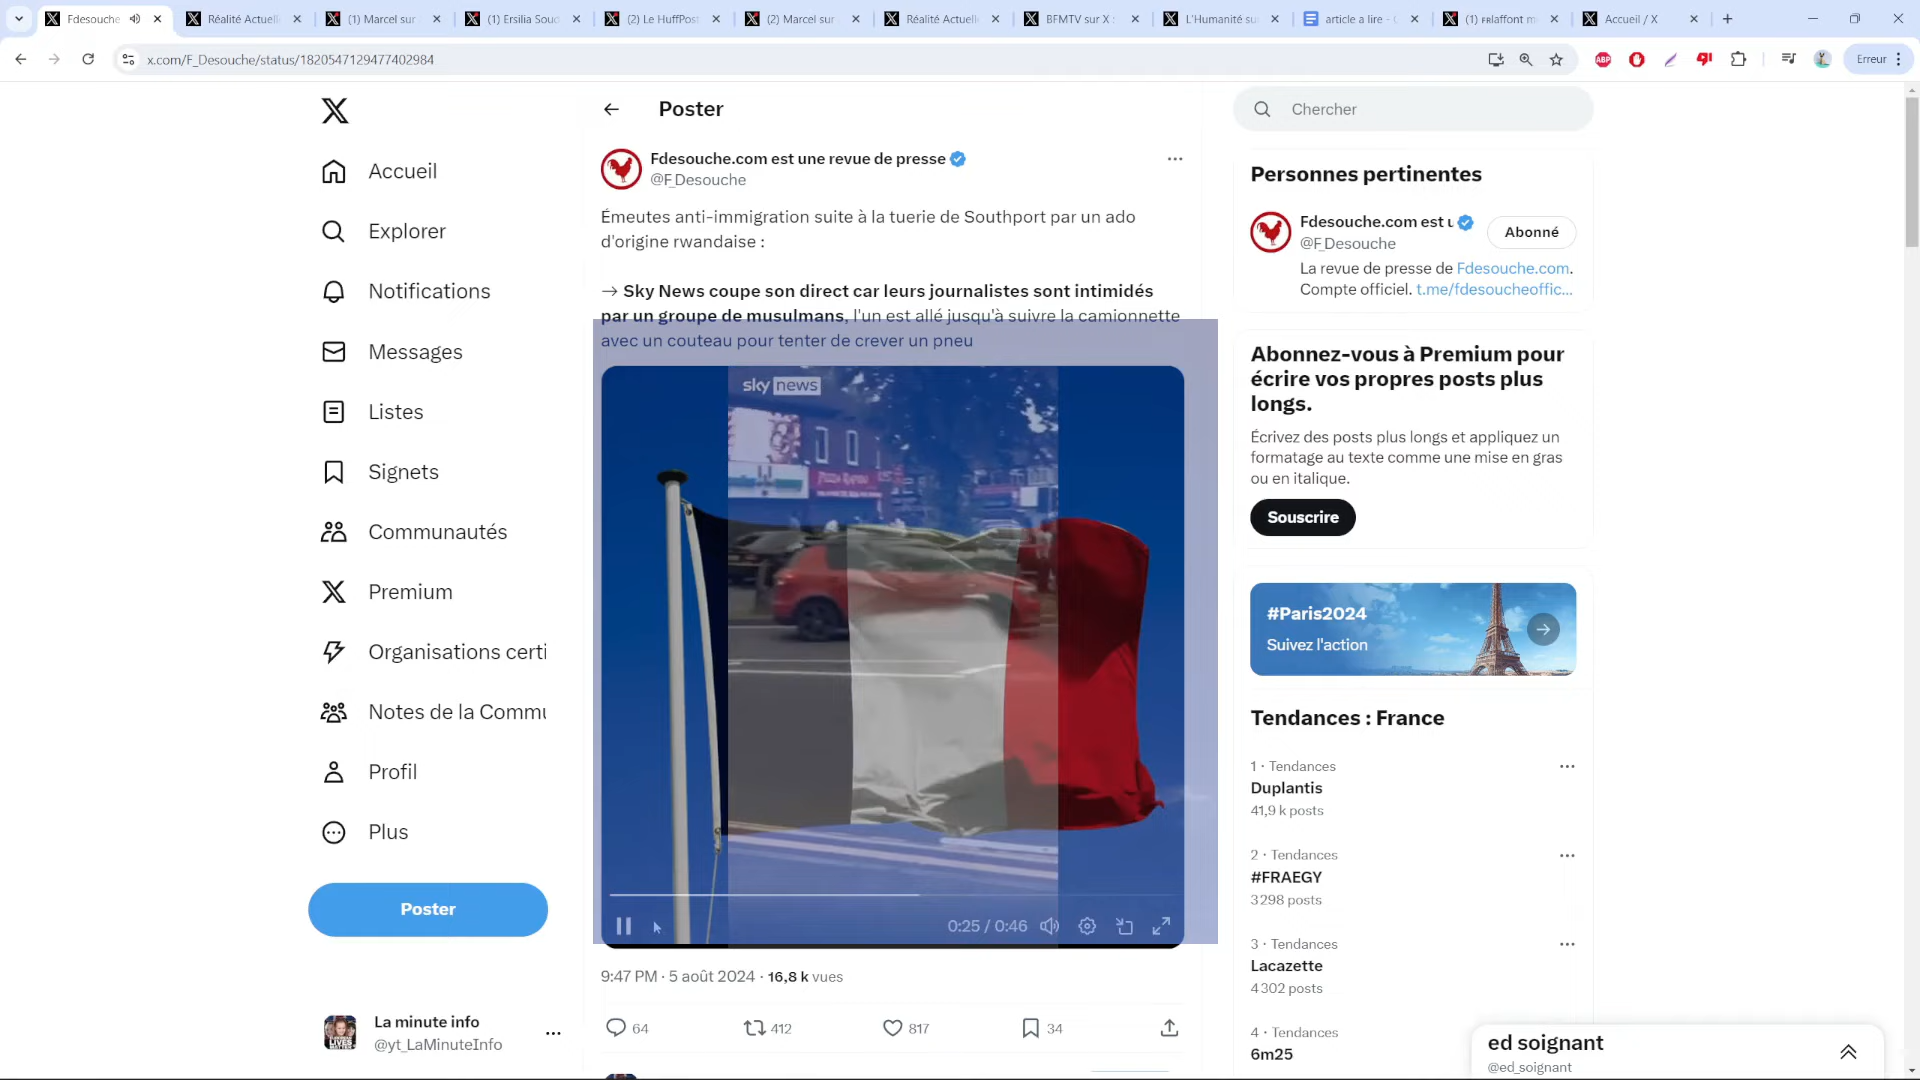 Fdesouche
Réalité Actuell
(1) Marcel sur
(1) Ersilia Soud
(2) Le HuffPost
(2) Marcel sur
Réalité Actuell
BFMTV sur X :
L'Humanité su
article a lire -
(1) Accueil / X
x.com/F_Desouche/status/1820547129477402984
ABP
Erreur
Accueil
Explorer
Notifications
Messages
Listes
Signets
Communautés
Premium
Organisations certi
Notes de la Commu
Profil
Plus
Poster
La minute info
@yt_LaMinuteInfo
Poster
Fdesouche.com est une revue de presse
@F_Desouche
Émeutes anti-immigration suite à la tuerie de Southport par un ado
d'origine rwandaise :
→ Sky News coupe son direct car leurs journalistes sont intimidés
par un groupe de musulmans, l'un est allé jusqu'à suivre la camionnette
avec un couteau pour tenter de crever un pneu
sky news
0:25 / 0:46
9:47 PM · 5 août 2024 · 16,8 k vues
64
412
817
34
Chercher
Personnes pertinentes
Fdesouche.com est u
@F_Desouche
Abonné
La revue de presse de Fdesouche.com.
Compte officiel. t.me/fdesoucheoffic...
Abonnez-vous à Premium pour
écrire vos propres posts plus
longs.
Écrivez des posts plus longs et appliquez un
formatage au texte comme une mise en gras
ou en italique.
Souscrire
#Paris2024
Suivez l'action
Tendances : France
1 · Tendances
Duplantis
41,9 k posts
2 · Tendances
#FRAEGY
3 298 posts
3 · Tendances
Lacazette
4 302 posts
4 · Tendances
6m25
ed soignant
@ed_soignant